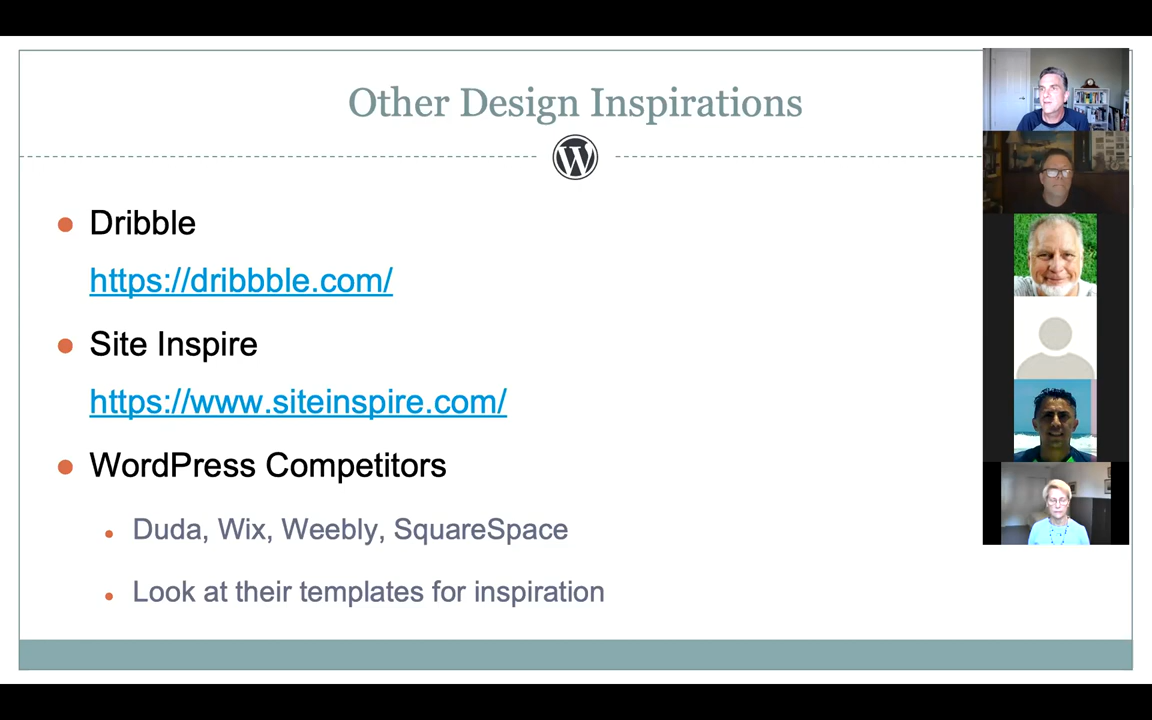 Other Design Inspirations
Dribble
https://dribbble.com/
Site Inspire
https://www.siteinspire.com/
WordPress Competitors
Duda, Wix, Weebly, SquareSpace
Look at their templates for inspiration